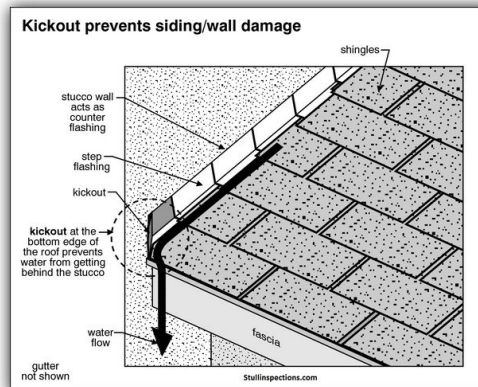 Kickout prevents siding/wall damage
shingles
stucco wall
acts as
counter
flashing
step
flashing
kickout
kickout at the
bottom edge of
the roof prevents
water from getting
behind the stucco
water
flow
fascia
gutter
not shown
Stullinspections.com